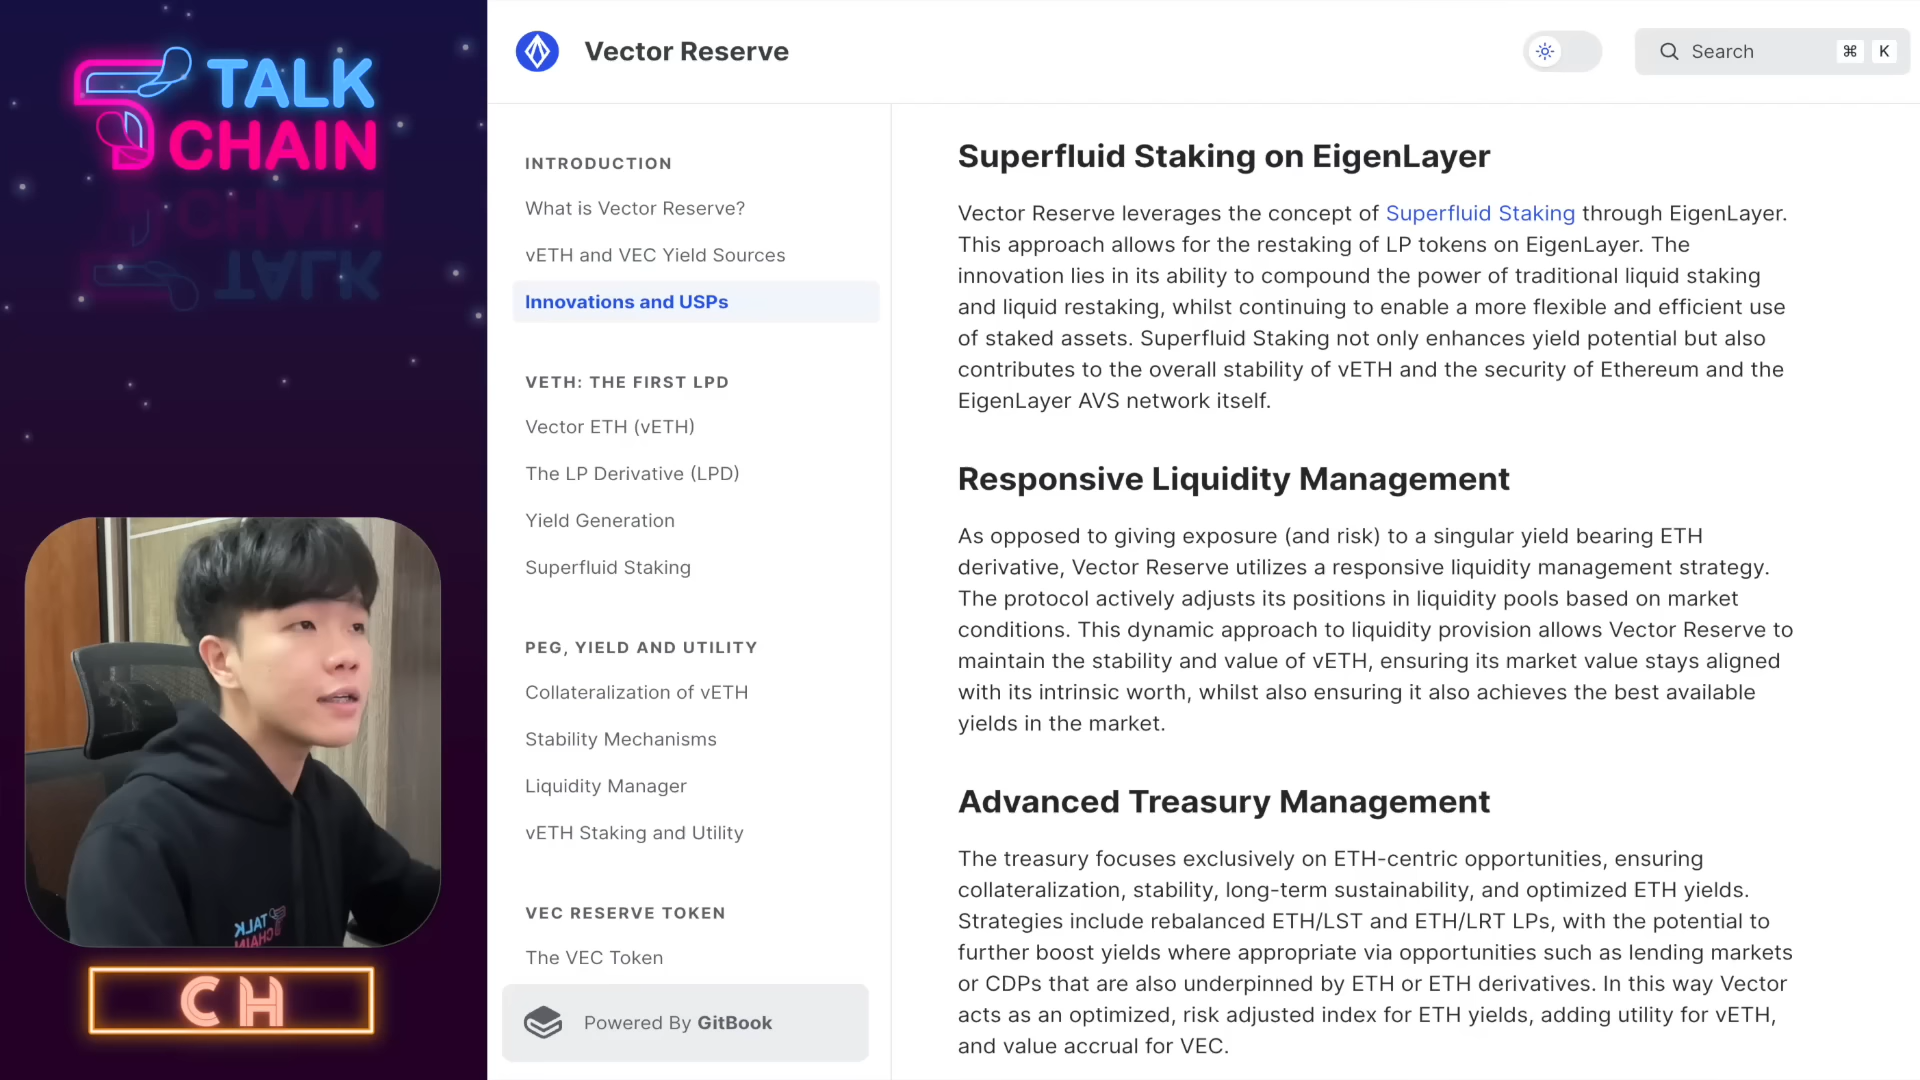 TALK
CHAIN
CH
Vector Reserve
Search
⌘ K
INTRODUCTION
What is Vector Reserve?
vETH and VEC Yield Sources
Innovations and USPs
VETH: THE FIRST LPD
Vector ETH (vETH)
The LP Derivative (LPD)
Yield Generation
Superfluid Staking
PEG, YIELD AND UTILITY
Collateralization of vETH
Stability Mechanisms
Liquidity Manager
vETH Staking and Utility
VEC RESERVE TOKEN
The VEC Token
Powered By GitBook
Superfluid Staking on EigenLayer
Vector Reserve leverages the concept of Superfluid Staking through EigenLayer.
This approach allows for the restaking of LP tokens on EigenLayer. The
innovation lies in its ability to compound the power of traditional liquid staking
and liquid restaking, whilst continuing to enable a more flexible and efficient use
of staked assets. Superfluid Staking not only enhances yield potential but also
contributes to the overall stability of vETH and the security of Ethereum and the
EigenLayer AVS network itself.
Responsive Liquidity Management
As opposed to giving exposure (and risk) to a singular yield bearing ETH
derivative, Vector Reserve utilizes a responsive liquidity management strategy.
The protocol actively adjusts its positions in liquidity pools based on market
conditions. This dynamic approach to liquidity provision allows Vector Reserve to
maintain the stability and value of vETH, ensuring its market value stays aligned
with its intrinsic worth, whilst also ensuring it also achieves the best available
yields in the market.
Advanced Treasury Management
The treasury focuses exclusively on ETH-centric opportunities, ensuring
collateralization, stability, long-term sustainability, and optimized ETH yields.
Strategies include rebalanced ETH/LST and ETH/LRT LPs, with the potential to
further boost yields where appropriate via opportunities such as lending markets
or CDPs that are also underpinned by ETH or ETH derivatives. In this way Vector
acts as an optimized, risk adjusted index for ETH yields, adding utility for vETH,
and value accrual for VEC.
TALK
CHAIN